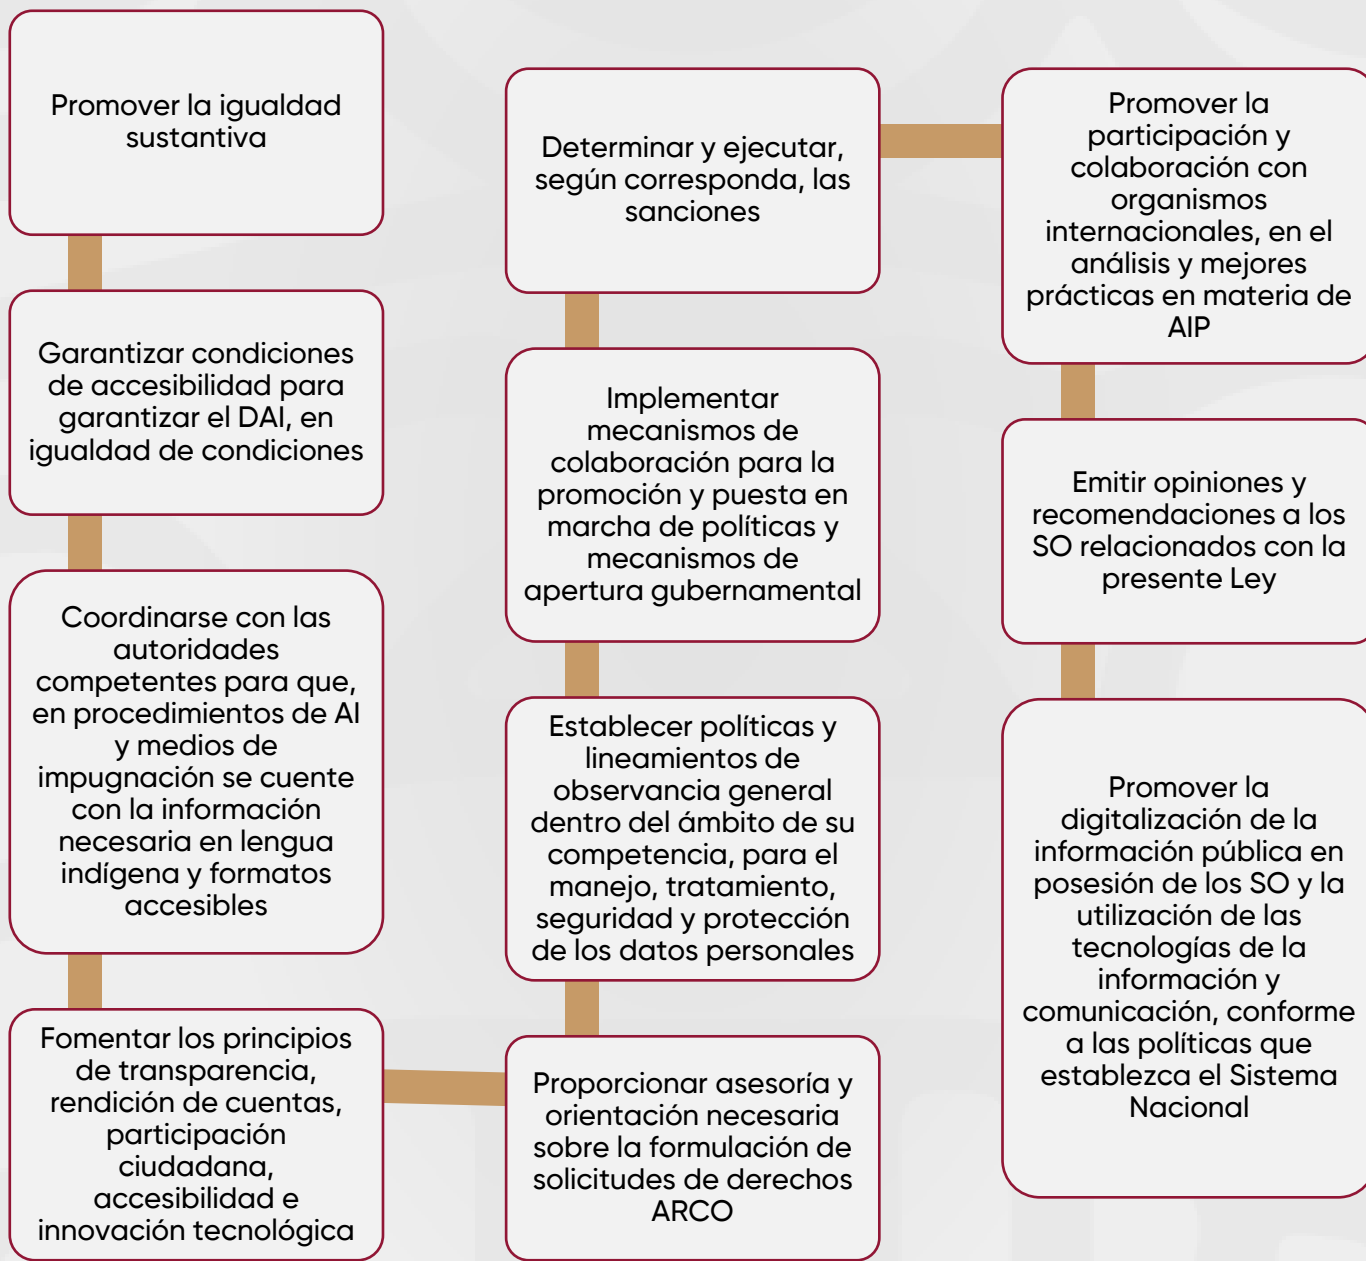 Promover la igualdad
sustantiva
Garantizar condiciones
de accesibilidad para
garantizar el DAI, en
igualdad de condiciones
Coordinarse con las
autoridades
competentes para que,
en procedimientos de AI
y medios de
impugnación se cuente
con la información
necesaria en lengua
indígena y formatos
accesibles
Fomentar los principios
de transparencia,
rendición de cuentas,
participación
ciudadana,
accesibilidad e
innovación tecnológica
Proporcionar asesoría y
orientación necesaria
sobre la formulación de
solicitudes de derechos
ARCO
Establecer políticas y
lineamientos de
observancia general
dentro del ámbito de su
competencia, para el
manejo, tratamiento,
seguridad y protección
de los datos personales
Implementar
mecanismos de
colaboración para la
promoción y puesta en
marcha de políticas y
mecanismos de
apertura gubernamental
Determinar y ejecutar,
según corresponda, las
sanciones
Promover la
participación y
colaboración con
organismos
internacionales, en el
análisis y mejores
prácticas en materia de
AIP
Emitir opiniones y
recomendaciones a los
SO relacionados con la
presente Ley
Promover la
digitalización de la
información pública en
posesión de los SO y la
utilización de las
tecnologías de la
información y
comunicación, conforme
a las políticas que
establezca el Sistema
Nacional